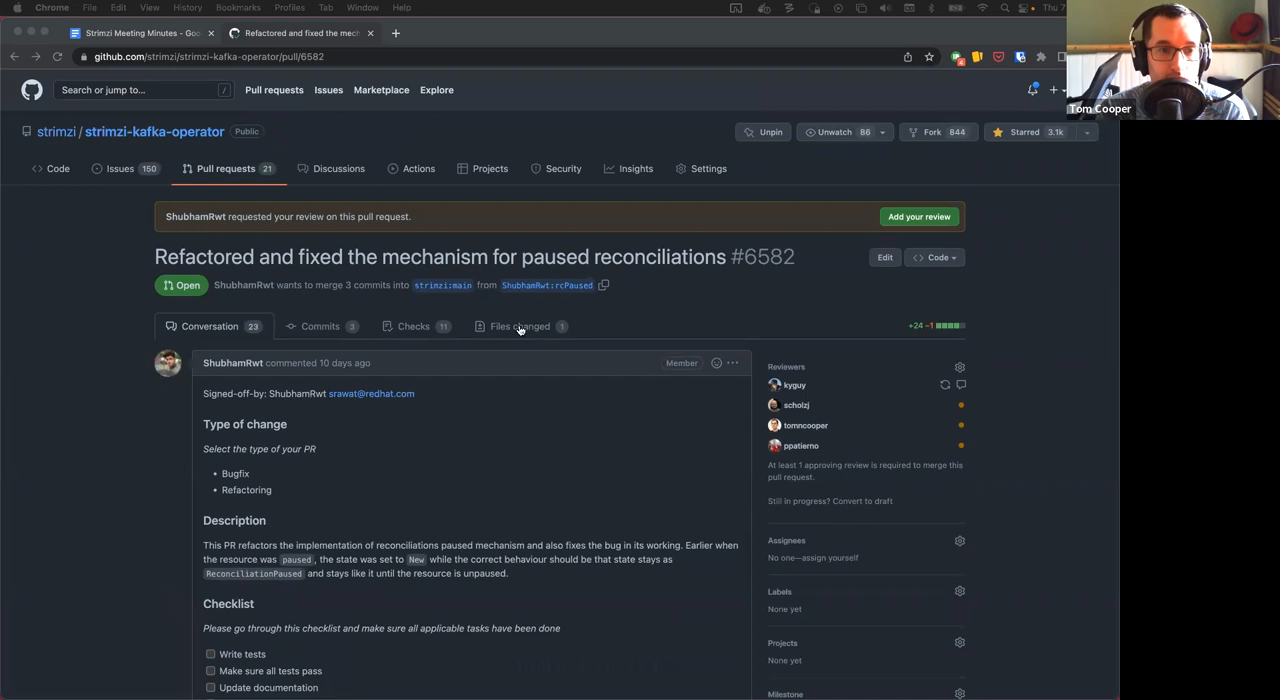 Chrome File Edit View History Bookmarks Profiles Tab Window Help Thu 7
Strimzi Meeting Minutes - Goo
Refactored and fixed the mech
github.com/strimzi/strimzi-kafka-operator/pull/6582
Tom Cooper
Search or jump to... /
Pull requests Issues Marketplace Explore
strimzi / strimzi-kafka-operator Public
Unpin Unwatch 86 Fork 844 Starred 3.1k
Code Issues 150 Pull requests 21 Discussions Actions Projects Security Insights Settings
ShubhamRwt requested your review on this pull request. Add your review
Refactored and fixed the mechanism for paused reconciliations #6582
Edit <> Code
Open ShubhamRwt wants to merge 3 commits into strimzi:main from ShubhamRwt:rcPaused
Conversation 23 Commits 3 Checks 11 Files changed 1 +24 −1
ShubhamRwt commented 10 days ago Member
Signed-off-by: ShubhamRwt srawat@redhat.com
Type of change
Select the type of your PR
• Bugfix
• Refactoring
Description
This PR refactors the implementation of reconciliations paused mechanism and also fixes the bug in its working. Earlier when
the resource was paused, the state was set to New while the correct behaviour should be that state stays as
ReconciliationPaused and stays like it until the resource is unpaused.
Checklist
Please go through this checklist and make sure all applicable tasks have been done
Write tests
Make sure all tests pass
Update documentation
Reviewers
kyguy
scholzj
tomncooper
ppatierno
At least 1 approving review is required to merge this
pull request.
Still in progress? Convert to draft
Assignees
No one—assign yourself
Labels
None yet
Projects
None yet
Milestone